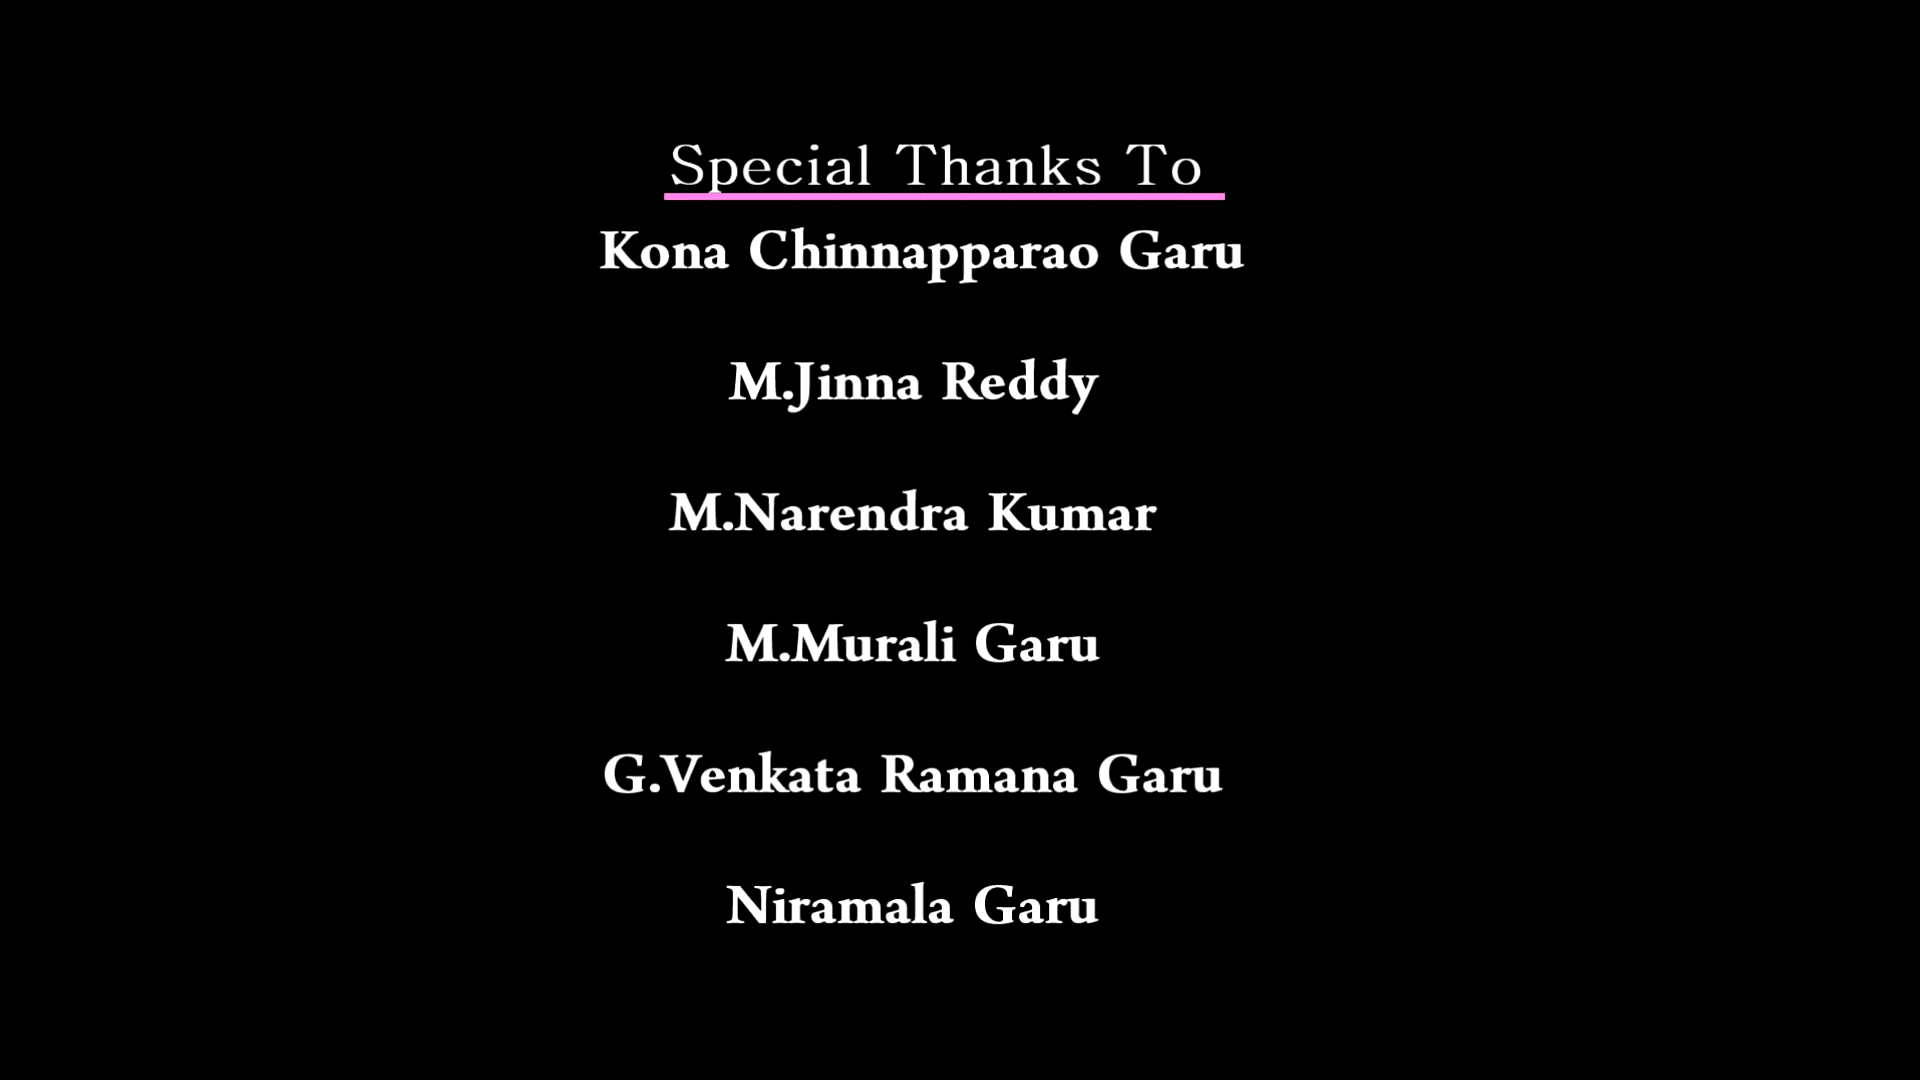 Special Thanks To
Kona Chinnapparao Garu
M.Jinna Reddy
M.Narendra Kumar
M.Murali Garu
G.Venkata Ramana Garu
Niramala Garu